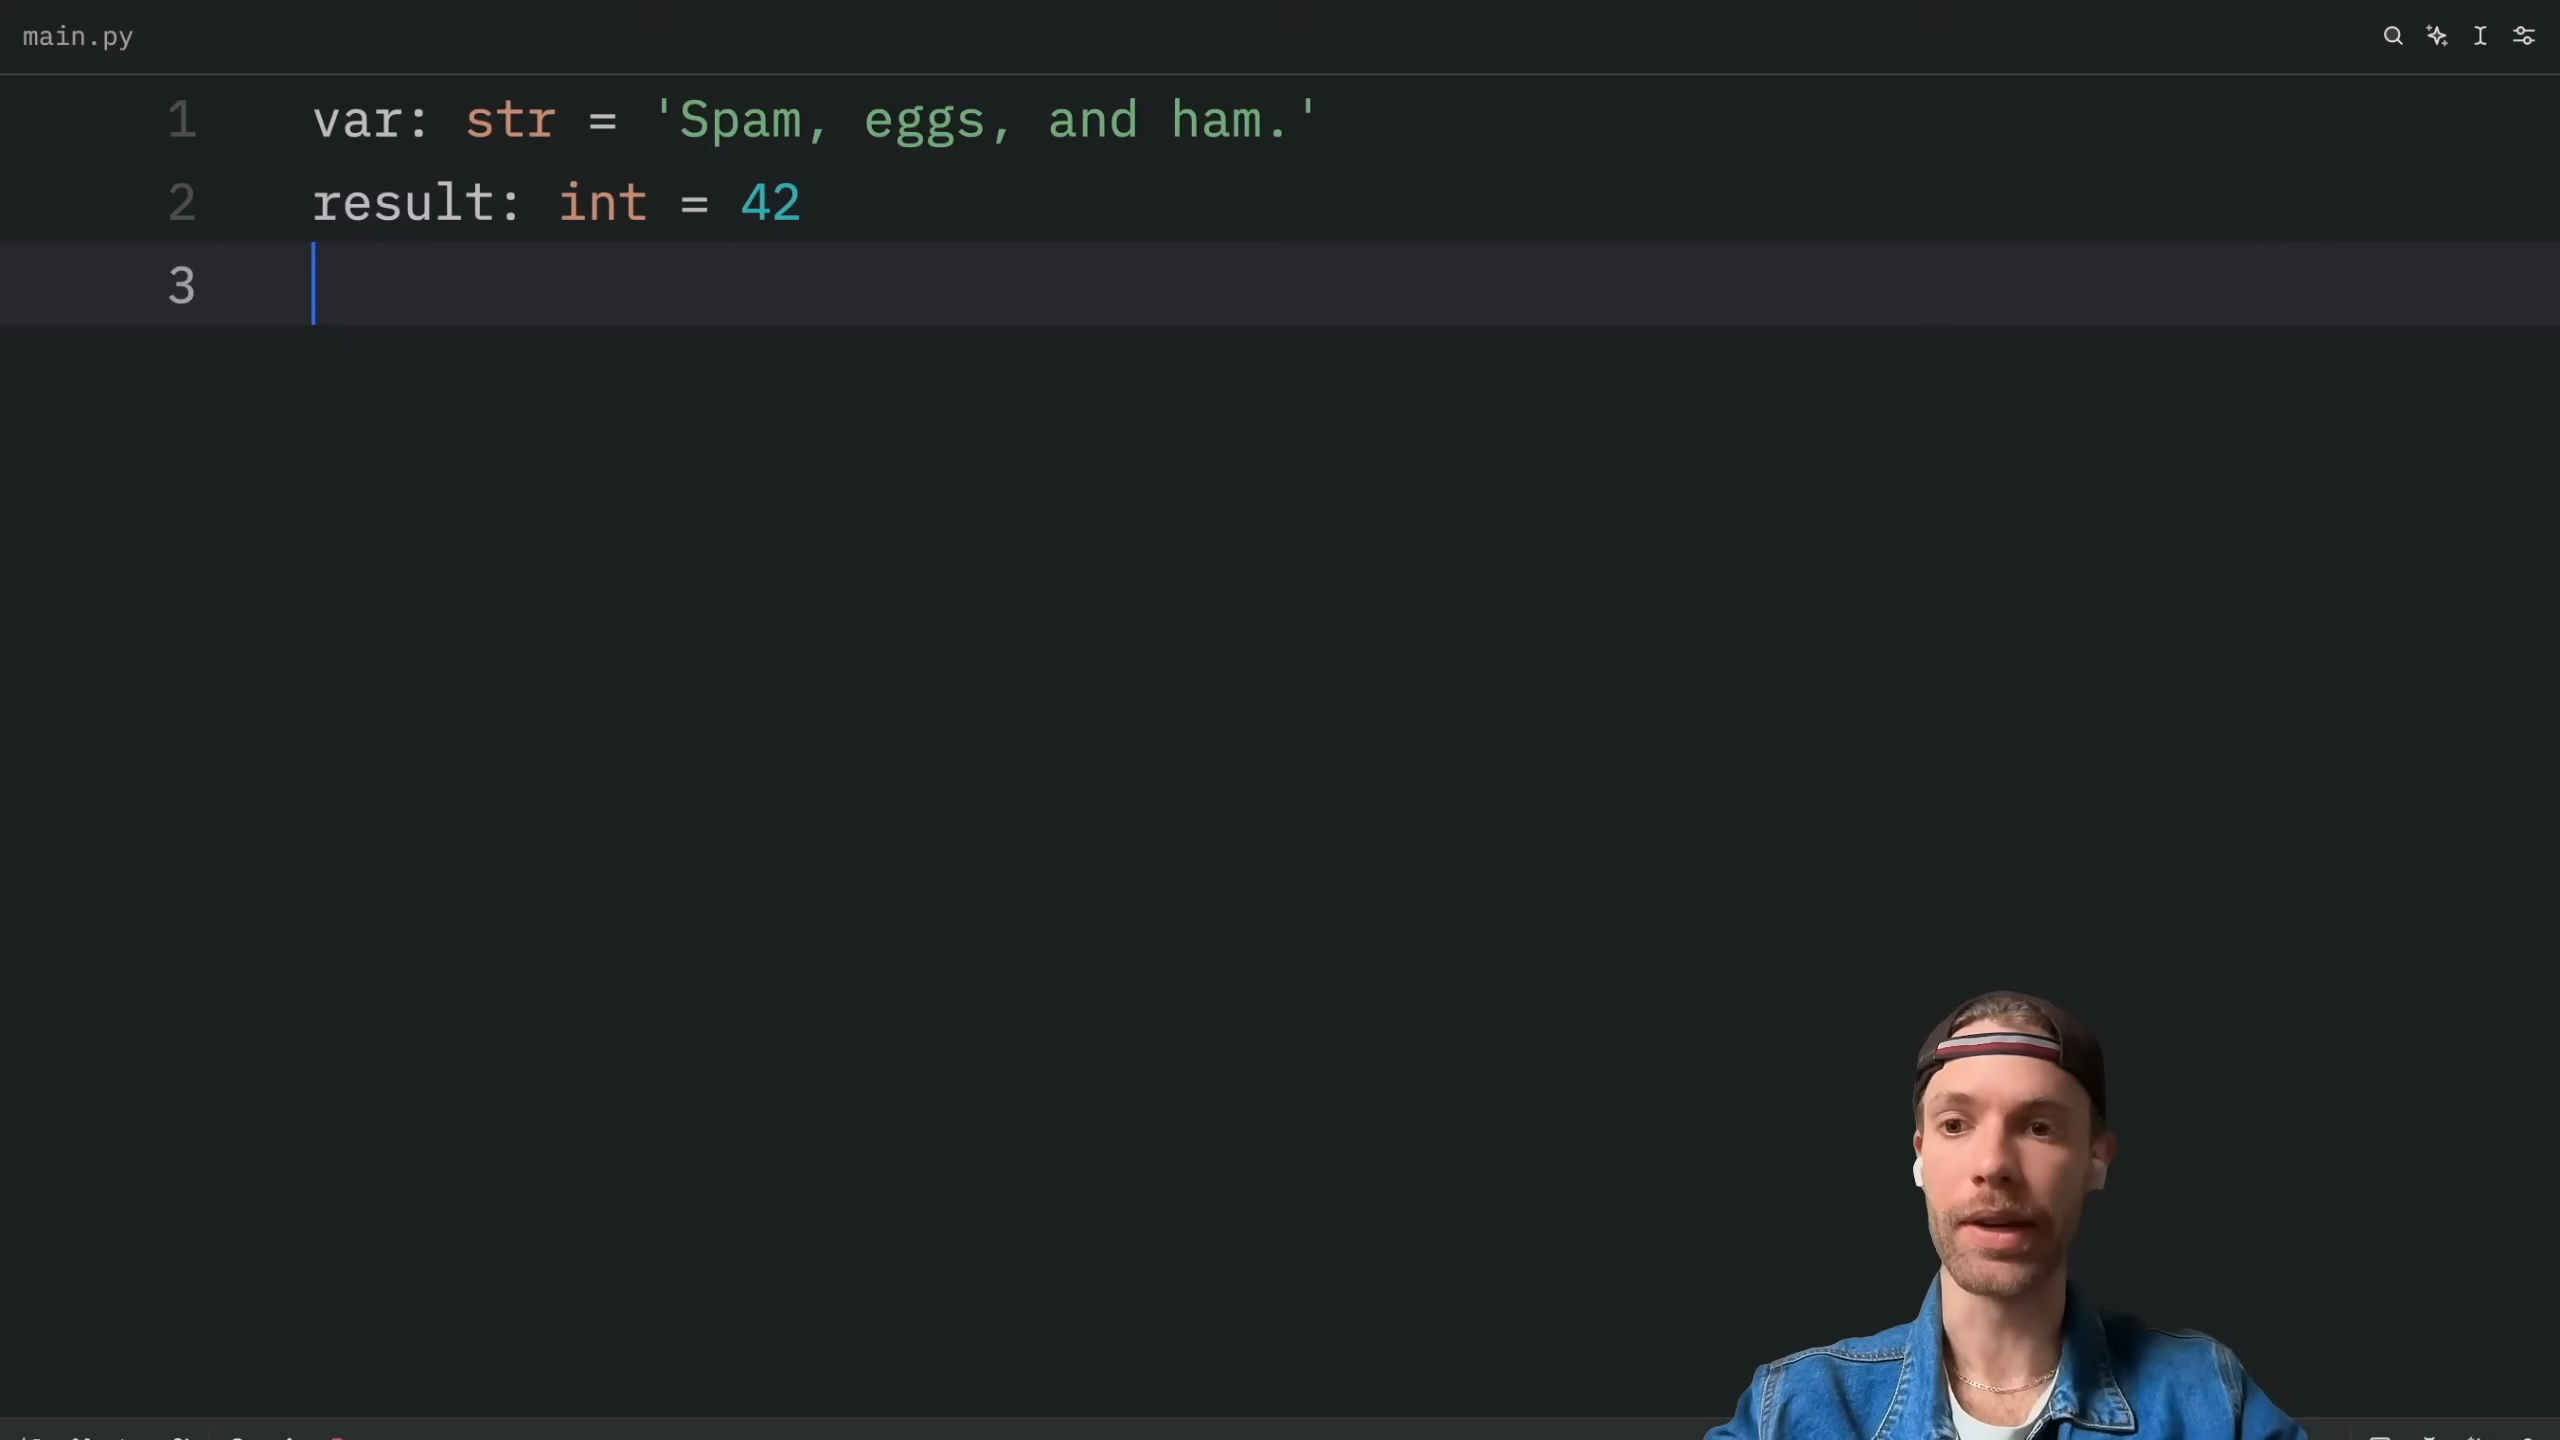 main.py
1 var: str = 'Spam, eggs, and ham.'
2 result: int = 42
3